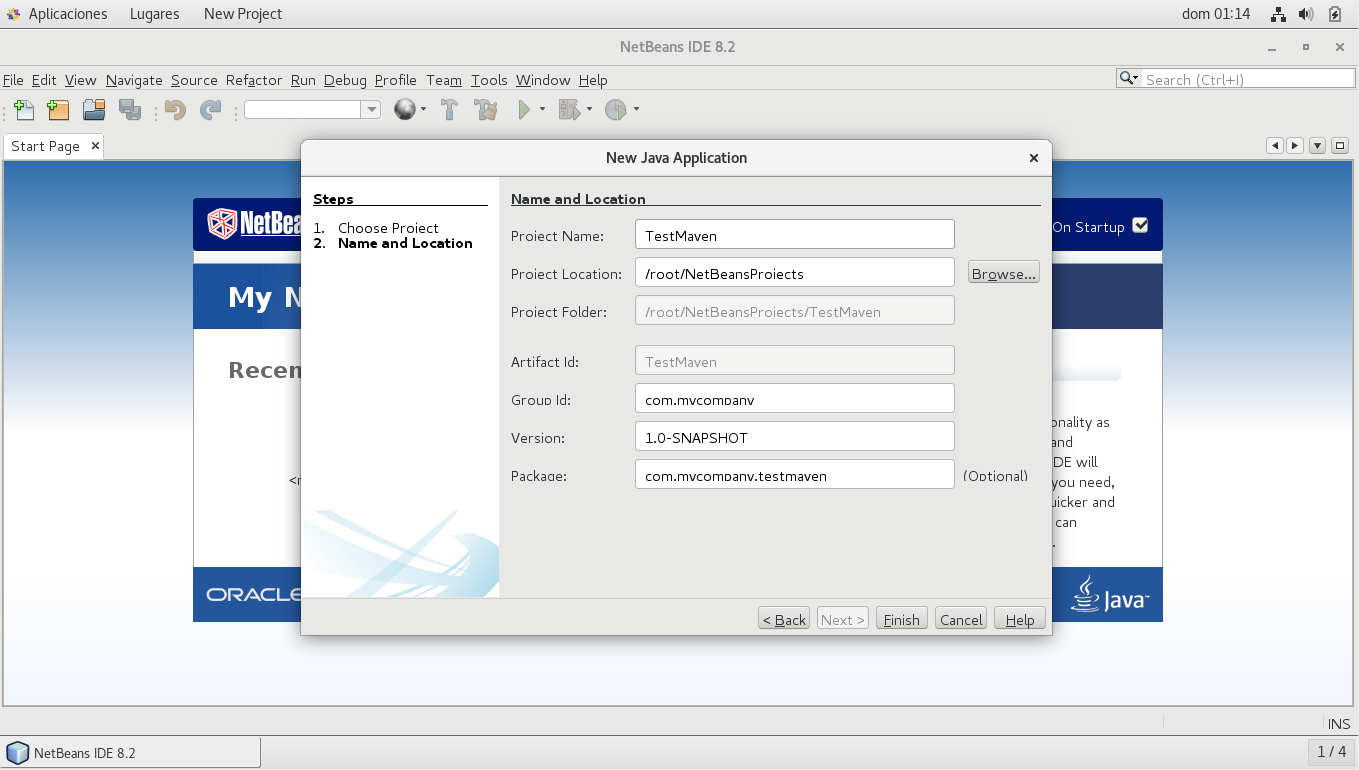 Aplicaciones Lugares New Project dom 01:14
NetBeans IDE 8.2
File Edit View Navigate Source Refactor Run Debug Profile Team Tools Window Help Search (Ctrl+I)
Start Page
New Java Application
Steps
1. Choose Project
2. Name and Location
Name and Location
Project Name: TestMaven
Project Location: /root/NetBeansProjects Browse...
Project Folder: /root/NetBeansProjects/TestMaven
Artifact Id: TestMaven
Group Id: com.mycompany
Version: 1.0-SNAPSHOT
Package: com.mycompany.testmaven (Optional)
< Back Next > Finish Cancel Help
NetBea
On Startup
My N
Recen
<n
onality as
and
DE will
you need,
uicker and
can
.
ORACLE
Java
INS
NetBeans IDE 8.2 1 / 4